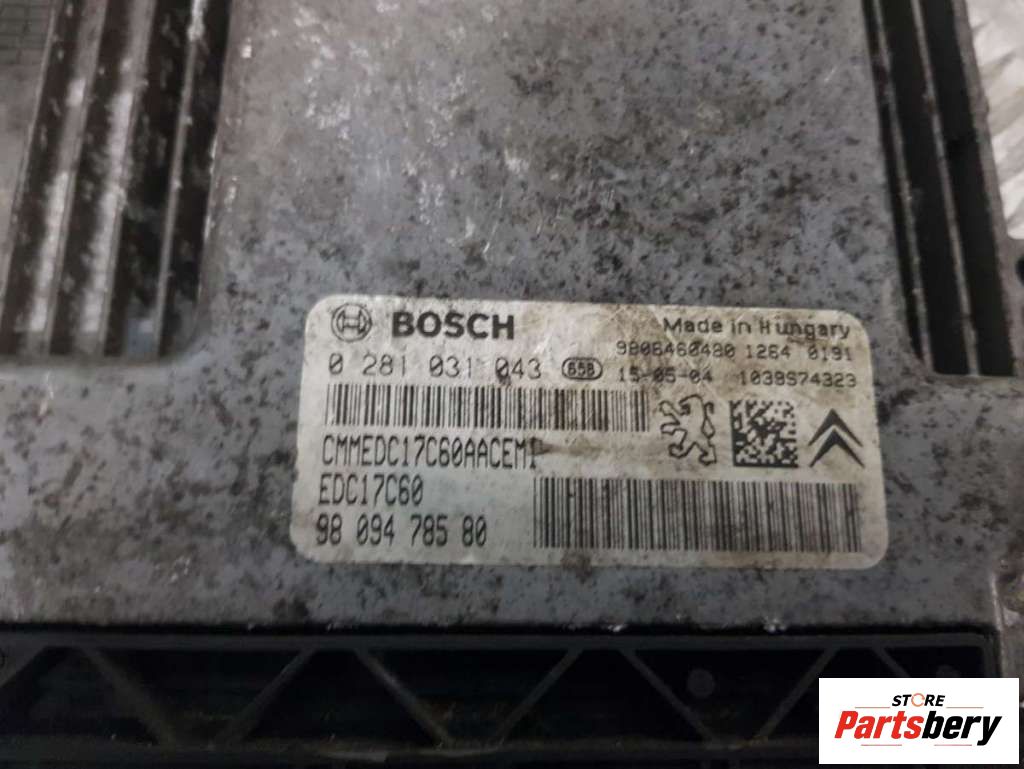 BOSCH
Made in Hungary
0 281 031 043 658
9806460480 1264 0191
15-05-04 1039S74323
CMMEDC17C60AACEM1
EDC17C60
98 094 785 80
STORE
Partsbery